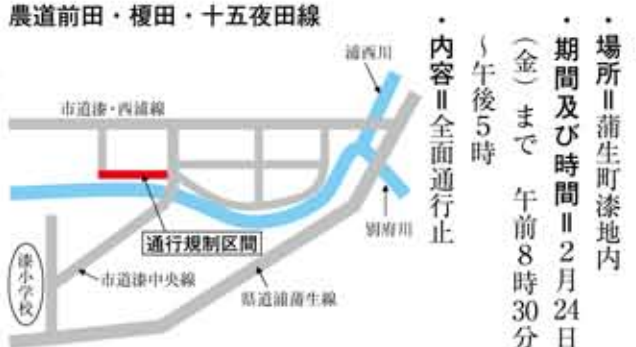 農道前田・榎田・十五夜田線
・場所＝蒲生町漆地内
・期間及び時間＝2月24日
（金）まで　午前8時30分
〜午後5時
・内容＝全面通行止
浦西川
市道漆・西浦線
別府川
通行規制区間
市道漆中央線
県道浦蒲生線
漆小学校